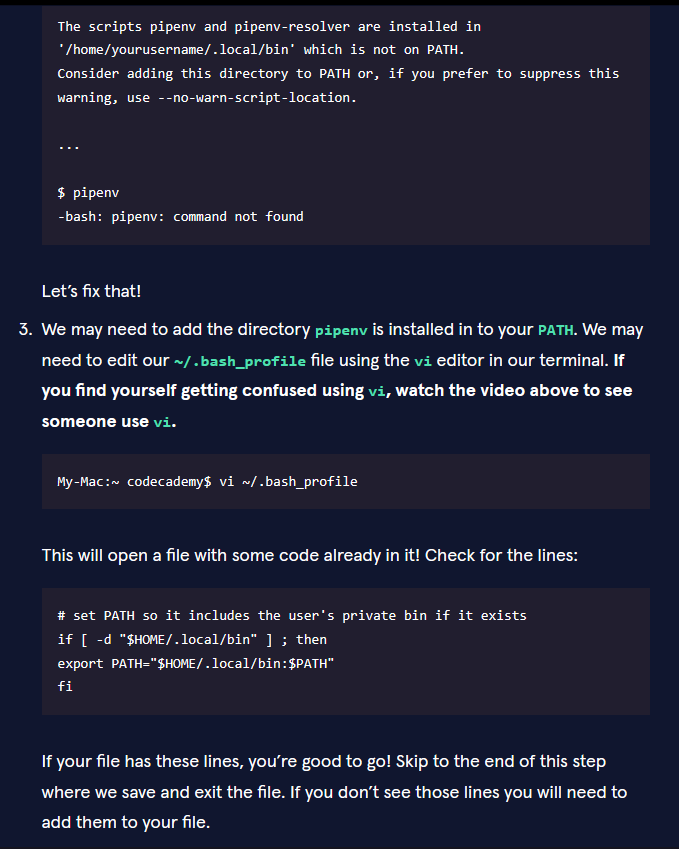 The scripts pipenv and pipenv-resolver are installed in
'/home/yourusername/.local/bin' which is not on PATH.
Consider adding this directory to PATH or, if you prefer to suppress this
warning, use --no-warn-script-location.
...
$ pipenv
-bash: pipenv: command not found
Let's fix that!
3. We may need to add the directory pipenv is installed in to your PATH. We may
need to edit our ~/.bash_profile file using the vi editor in our terminal. If
you find yourself getting confused using vi, watch the video above to see
someone use vi.
My-Mac:~ codecademy$ vi ~/.bash_profile
This will open a file with some code already in it! Check for the lines:
# set PATH so it includes the user's private bin if it exists
if [ -d "$HOME/.local/bin" ] ; then
export PATH="$HOME/.local/bin:$PATH"
fi
If your file has these lines, you're good to go! Skip to the end of this step
where we save and exit the file. If you don't see those lines you will need to
add them to your file.